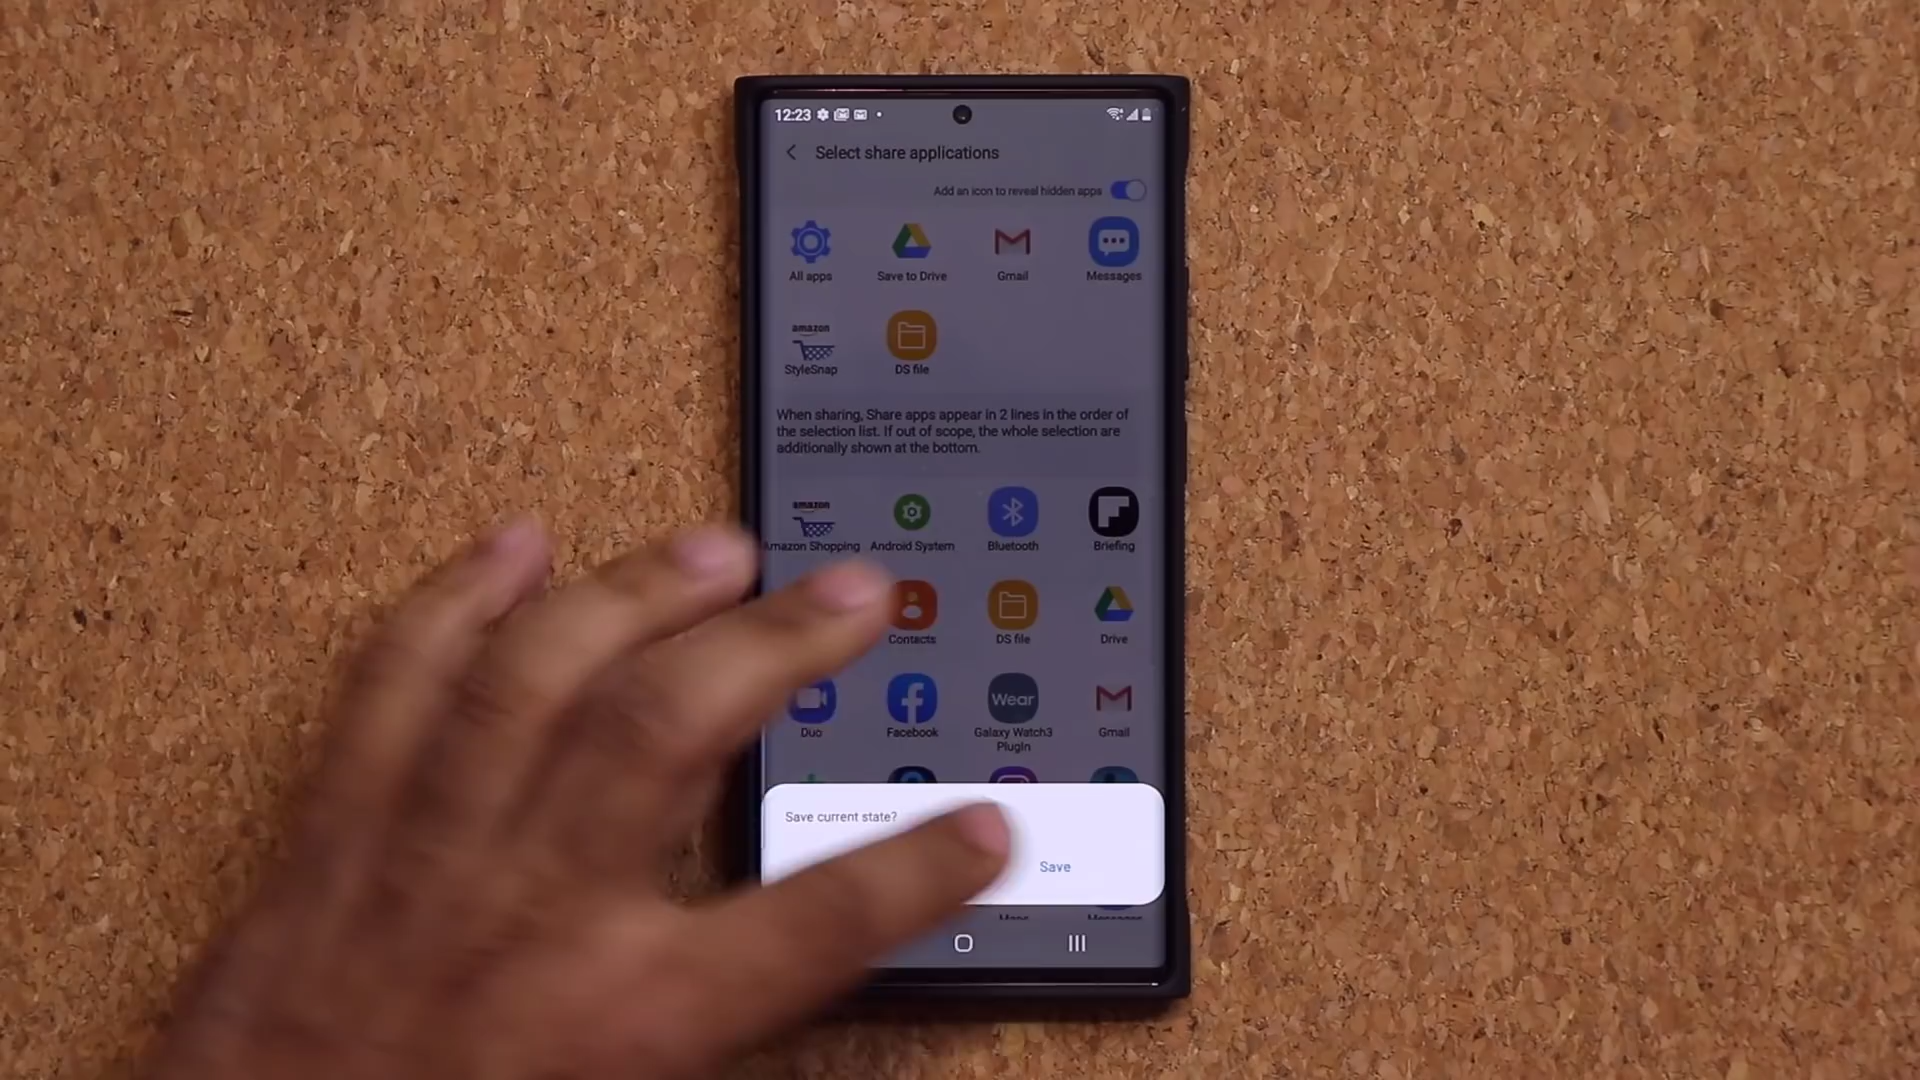 12:23
Select share applications
Add an icon to reveal hidden apps
All apps
Save to Drive
Gmail
Messages
amazon
StyleSnap
DS file
When sharing, Share apps appear in 2 lines in the order of
the selection list. If out of scope, the whole selection are
additionally shown at the bottom.
amazon
Amazon Shopping
Android System
Bluetooth
Briefing
Contacts
DS file
Drive
Duo
Facebook
Wear
Galaxy Watch3
Plugin
Gmail
Save current state?
Save
Maps
Messages